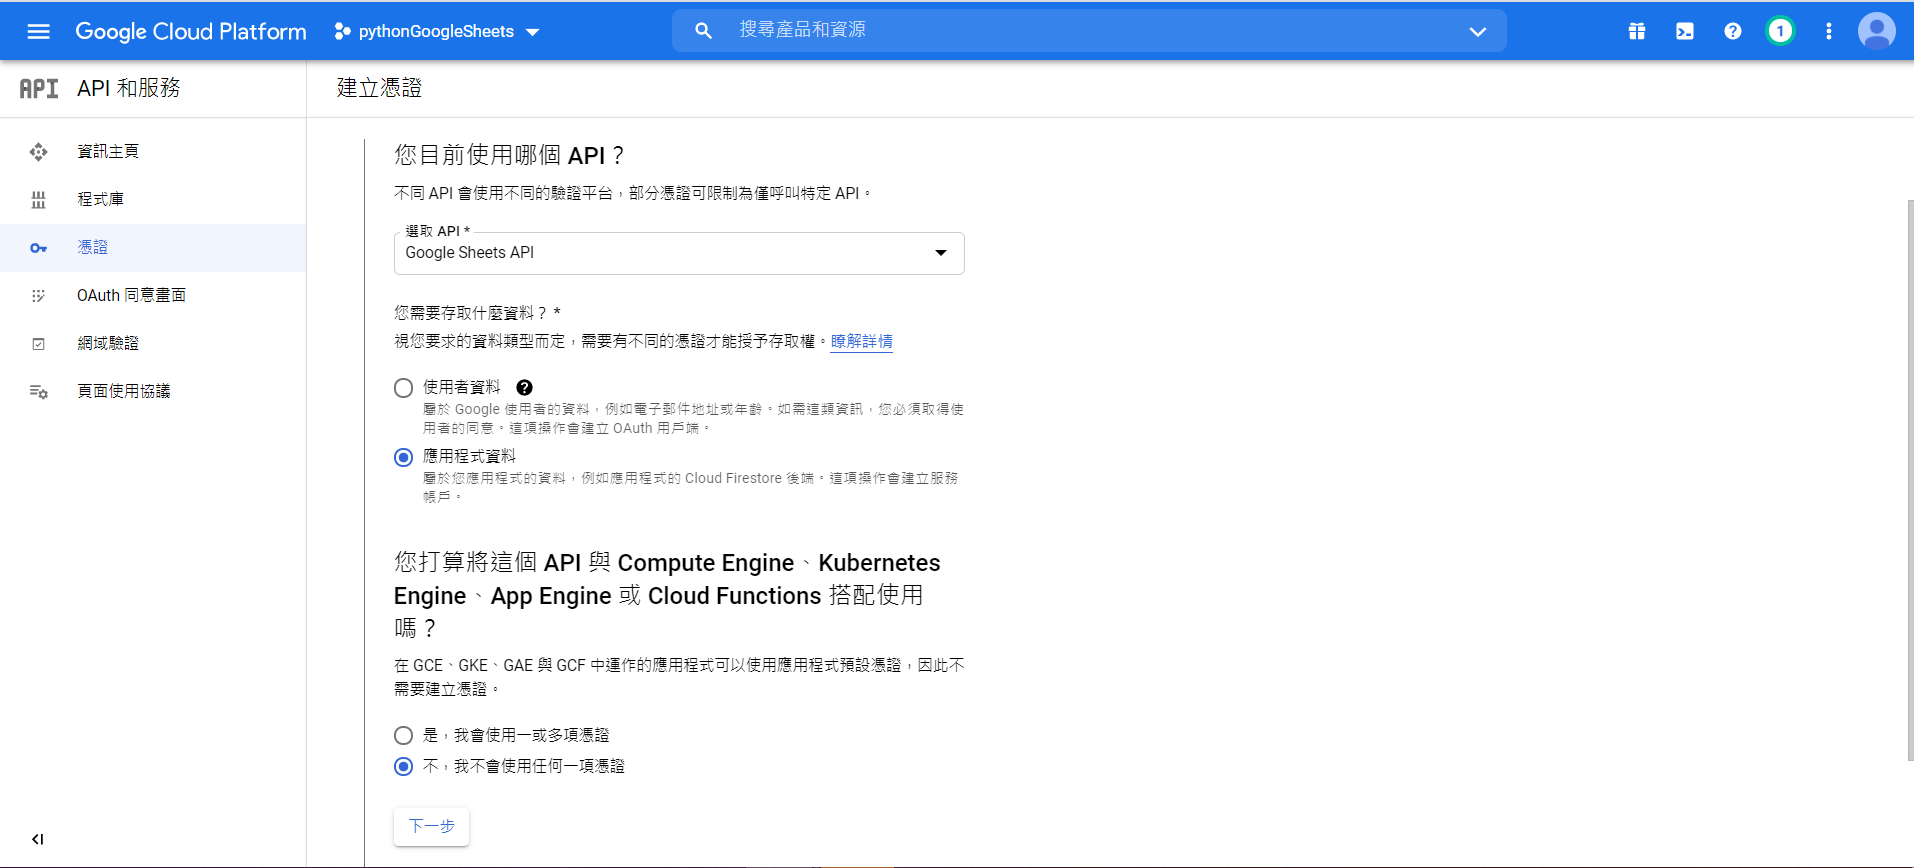 Google Cloud Platform
pythonGoogleSheets
搜尋產品和資源
1
API API 和服務
建立憑證
資訊主頁
程式庫
憑證
OAuth 同意畫面
網域驗證
頁面使用協議
您目前使用哪個 API？
不同 API 會使用不同的驗證平台，部分憑證可限制為僅呼叫特定 API。
選取 API *
Google Sheets API
您需要存取什麼資料？ *
視您要求的資料類型而定，需要有不同的憑證才能授予存取權。瞭解詳情
使用者資料
屬於 Google 使用者的資料，例如電子郵件地址或年齡。如需這類資訊，您必須取得使
用者的同意。這項操作會建立 OAuth 用戶端。
應用程式資料
屬於您應用程式的資料，例如應用程式的 Cloud Firestore 後端。這項操作會建立服務
帳戶。
您打算將這個 API 與 Compute Engine、Kubernetes
Engine、App Engine 或 Cloud Functions 搭配使用
嗎？
在 GCE、GKE、GAE 與 GCF 中運作的應用程式可以使用應用程式預設憑證，因此不
需要建立憑證。
是，我會使用一或多項憑證
不，我不會使用任何一項憑證
下一步